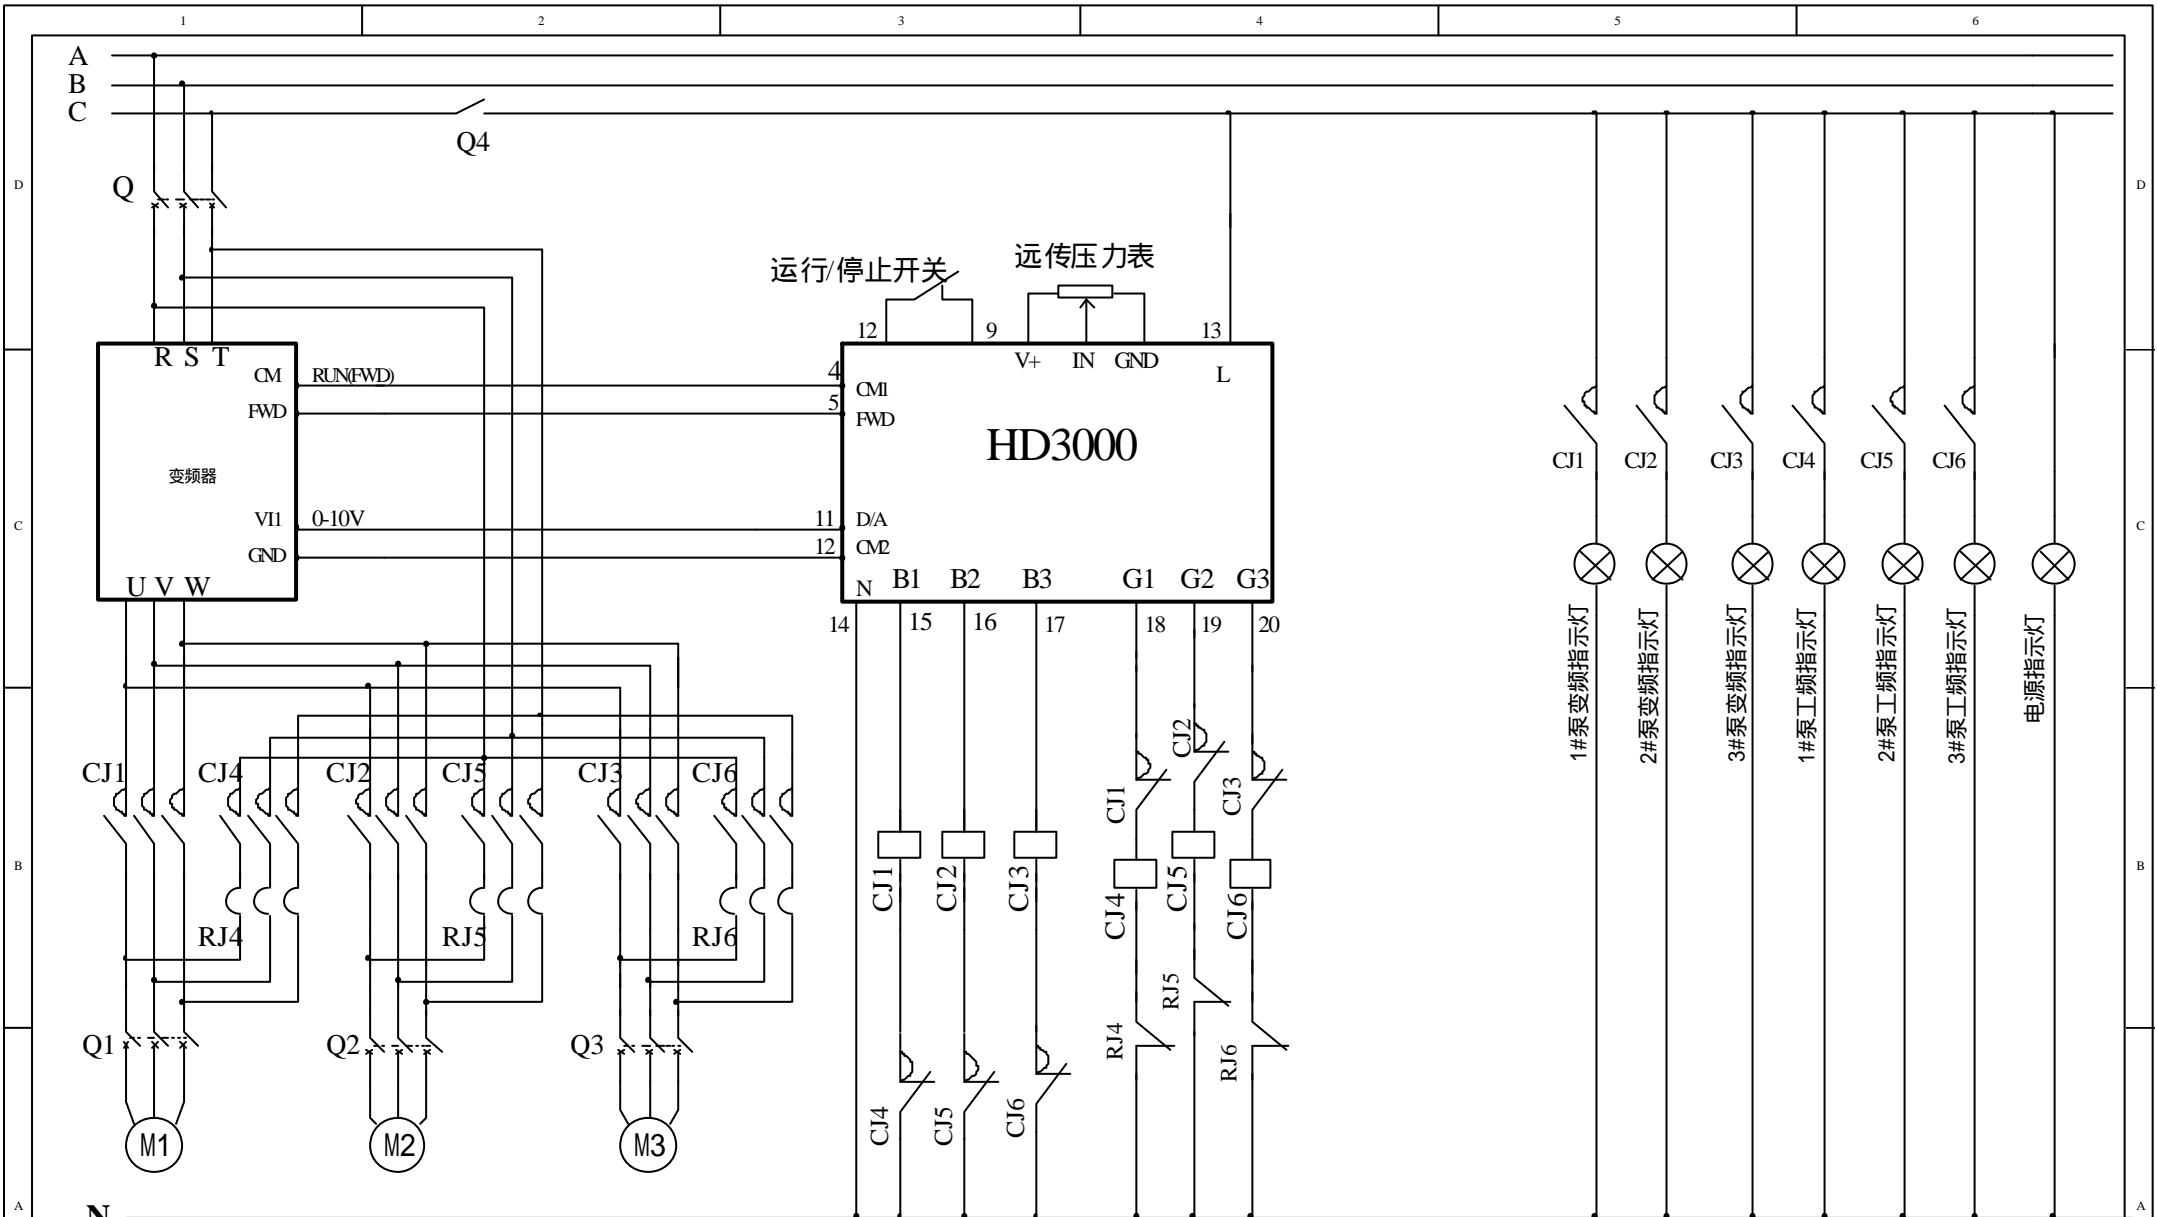 1 2 3 4 5 6
A
B
C
Q4
D Q D
运行/停止开关 远传压力表
12 9 13
R S T V+ IN GND L
CM RUN(FWD) 4 CM1
FWD 5 FWD
HD3000
变频器
CJ1 CJ2 CJ3 CJ4 CJ5 CJ6
C VI1 0-10V 11 D/A C
GND 12 CM2
U V W N B1 B2 B3 G1 G2 G3
14 15 16 17 18 19 20
1#泵变频指示灯
2#泵变频指示灯
3#泵变频指示灯
1#泵工频指示灯
2#泵工频指示灯
3#泵工频指示灯
电源指示灯
CJ1 CJ4 CJ2 CJ5 CJ3 CJ6
CJ1 CJ2 CJ3
B CJ1 CJ2 CJ3 CJ4 CJ5 CJ6 B
RJ4 RJ5 RJ6
RJ4 RJ5 RJ6
Q1 Q2 Q3
CJ4 CJ5 CJ6
M1 M2 M3
A N A